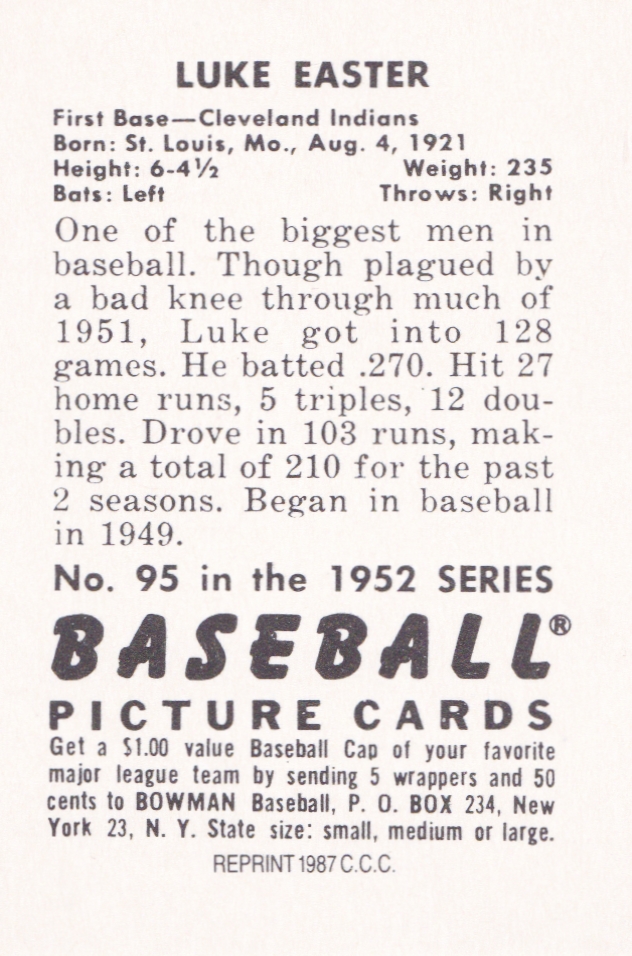 LUKE EASTER
First Base—Cleveland Indians
Born: St. Louis, Mo., Aug. 4, 1921
Height: 6-4½ Weight: 235
Bats: Left Throws: Right
One of the biggest men in
baseball. Though plagued by
a bad knee through much of
1951, Luke got into 128
games. He batted .270. Hit 27
home runs, 5 triples, 12 dou-
bles. Drove in 103 runs, mak-
ing a total of 210 for the past
2 seasons. Began in baseball
in 1949.
No. 95 in the 1952 SERIES
BASEBALL®
PICTURE CARDS
Get a $1.00 value Baseball Cap of your favorite
major league team by sending 5 wrappers and 50
cents to BOWMAN Baseball, P. O. BOX 234, New
York 23, N. Y. State size: small, medium or large.
REPRINT 1987 C.C.C.